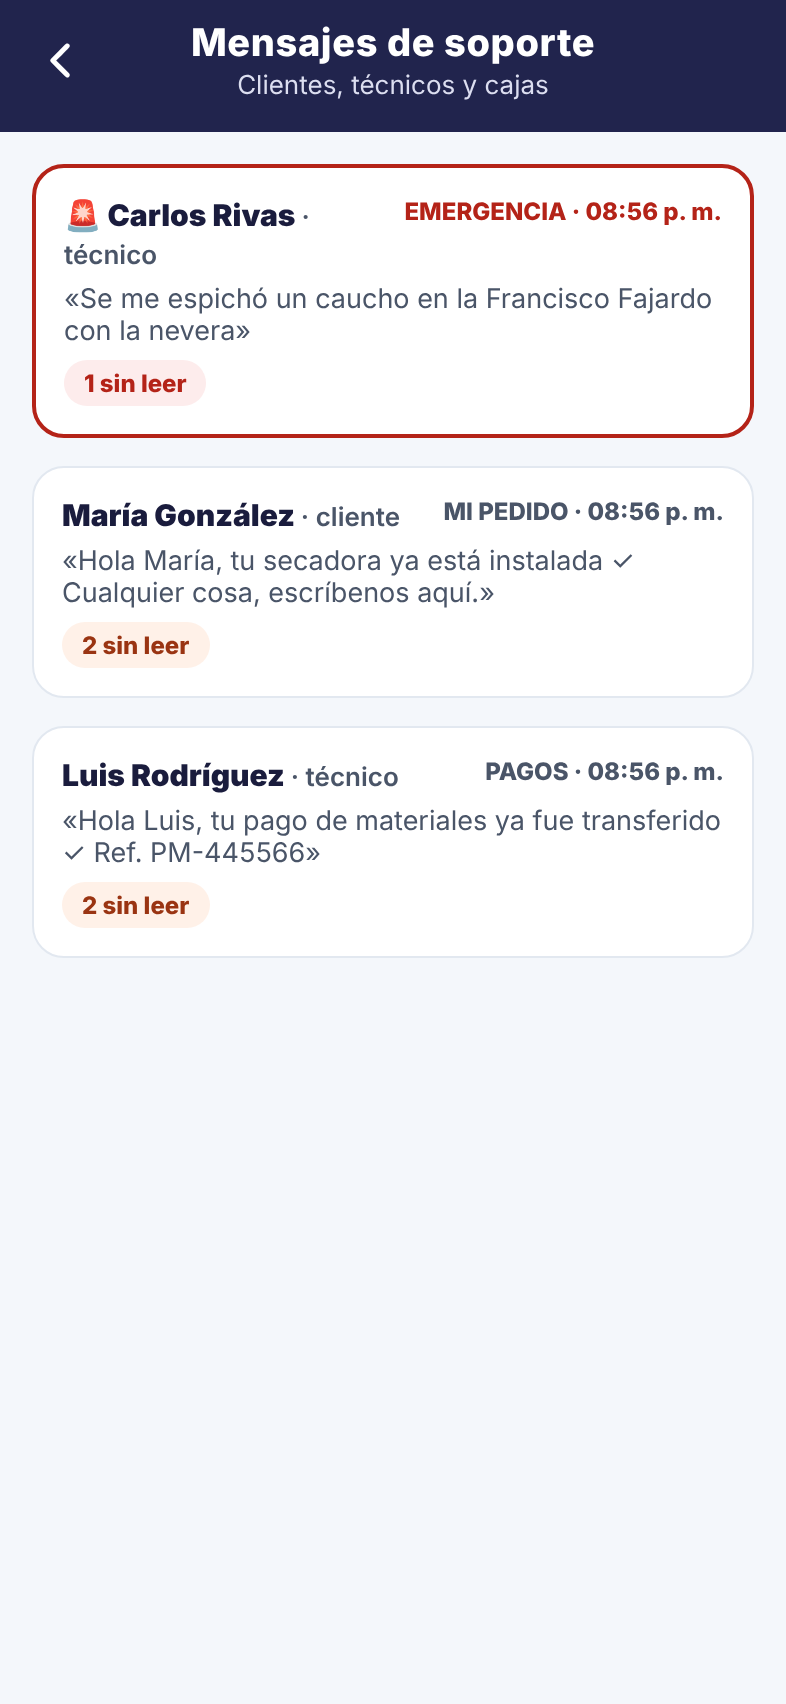 Mensajes de soporte
Clientes, técnicos y cajas
🚨 Carlos Rivas · EMERGENCIA · 08:56 p. m.
técnico
«Se me espichó un caucho en la Francisco Fajardo
con la nevera»
1 sin leer
María González · cliente MI PEDIDO · 08:56 p. m.
«Hola María, tu secadora ya está instalada ✓
Cualquier cosa, escríbenos aquí.»
2 sin leer
Luis Rodríguez · técnico PAGOS · 08:56 p. m.
«Hola Luis, tu pago de materiales ya fue transferido
✓ Ref. PM-445566»
2 sin leer